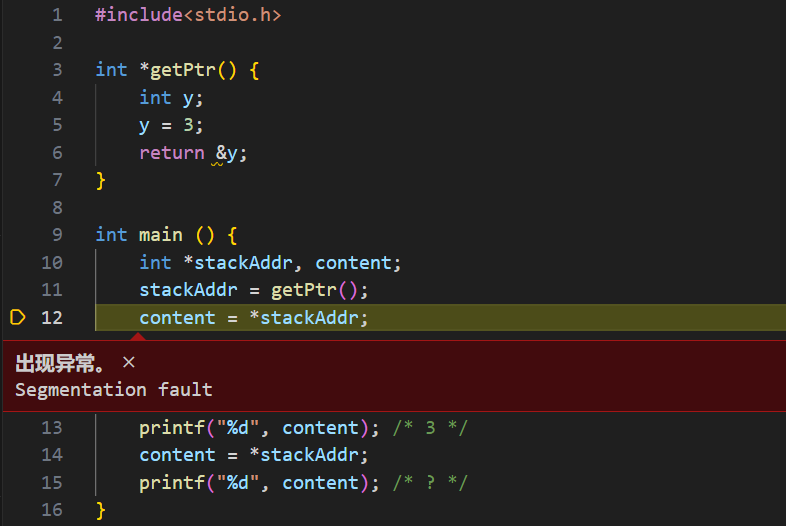 1 #include<stdio.h>
2
3 int *getPtr() {
4     int y;
5     y = 3;
6     return &y;
7 }
8
9 int main () {
10     int *stackAddr, content;
11     stackAddr = getPtr();
12     content = *stackAddr;
出现异常。 ×
Segmentation fault
13     printf("%d", content); /* 3 */
14     content = *stackAddr;
15     printf("%d", content); /* ? */
16 }